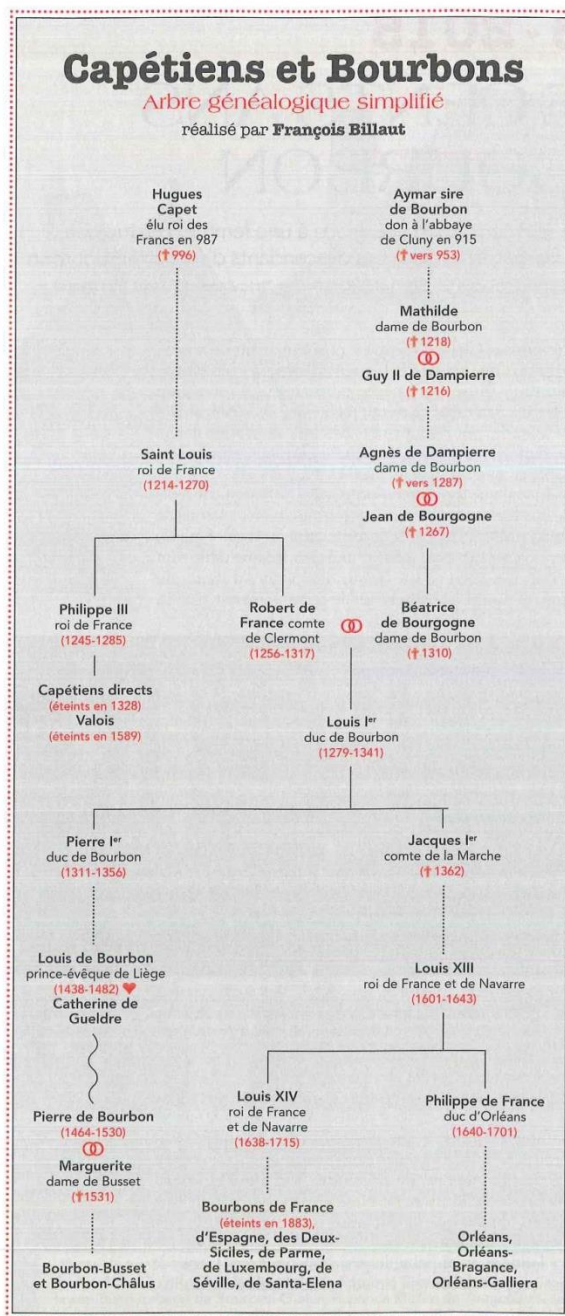 Capétiens et Bourbons
Arbre généalogique simplifié
réalisé par François Billaut
Hugues
Capet
élu roi des
Francs en 987
(✝996)
Aymar sire
de Bourbon
don à l'abbaye
de Cluny en 915
(✝vers 953)
Mathilde
dame de Bourbon
(✝1218)
Guy II de Dampierre
(✝1216)
Saint Louis
roi de France
(1214-1270)
Agnès de Dampierre
dame de Bourbon
(✝vers 1287)
Jean de Bourgogne
(✝1267)
Philippe III
roi de France
(1245-1285)
Robert de
France comte
de Clermont
(1256-1317)
Béatrice
de Bourgogne
dame de Bourbon
(✝1310)
Capétiens directs
(éteints en 1328)
Valois
(éteints en 1589)
Louis Ier
duc de Bourbon
(1279-1341)
Pierre Ier
duc de Bourbon
(1311-1356)
Jacques Ier
comte de la Marche
(✝1362)
Louis de Bourbon
prince-évêque de Liège
(1438-1482) ♥
Catherine de
Gueldre
Louis XIII
roi de France et de Navarre
(1601-1643)
Pierre de Bourbon
(1464-1530)
Marguerite
dame de Busset
(✝1531)
Louis XIV
roi de France
et de Navarre
(1638-1715)
Philippe de France
duc d'Orléans
(1640-1701)
Bourbon-Busset
et Bourbon-Châlus
Bourbons de France
(éteints en 1883),
d'Espagne, des Deux-
Siciles, de Parme,
de Luxembourg, de
Séville, de Santa-Elena
Orléans,
Orléans-
Bragance,
Orléans-Galliera